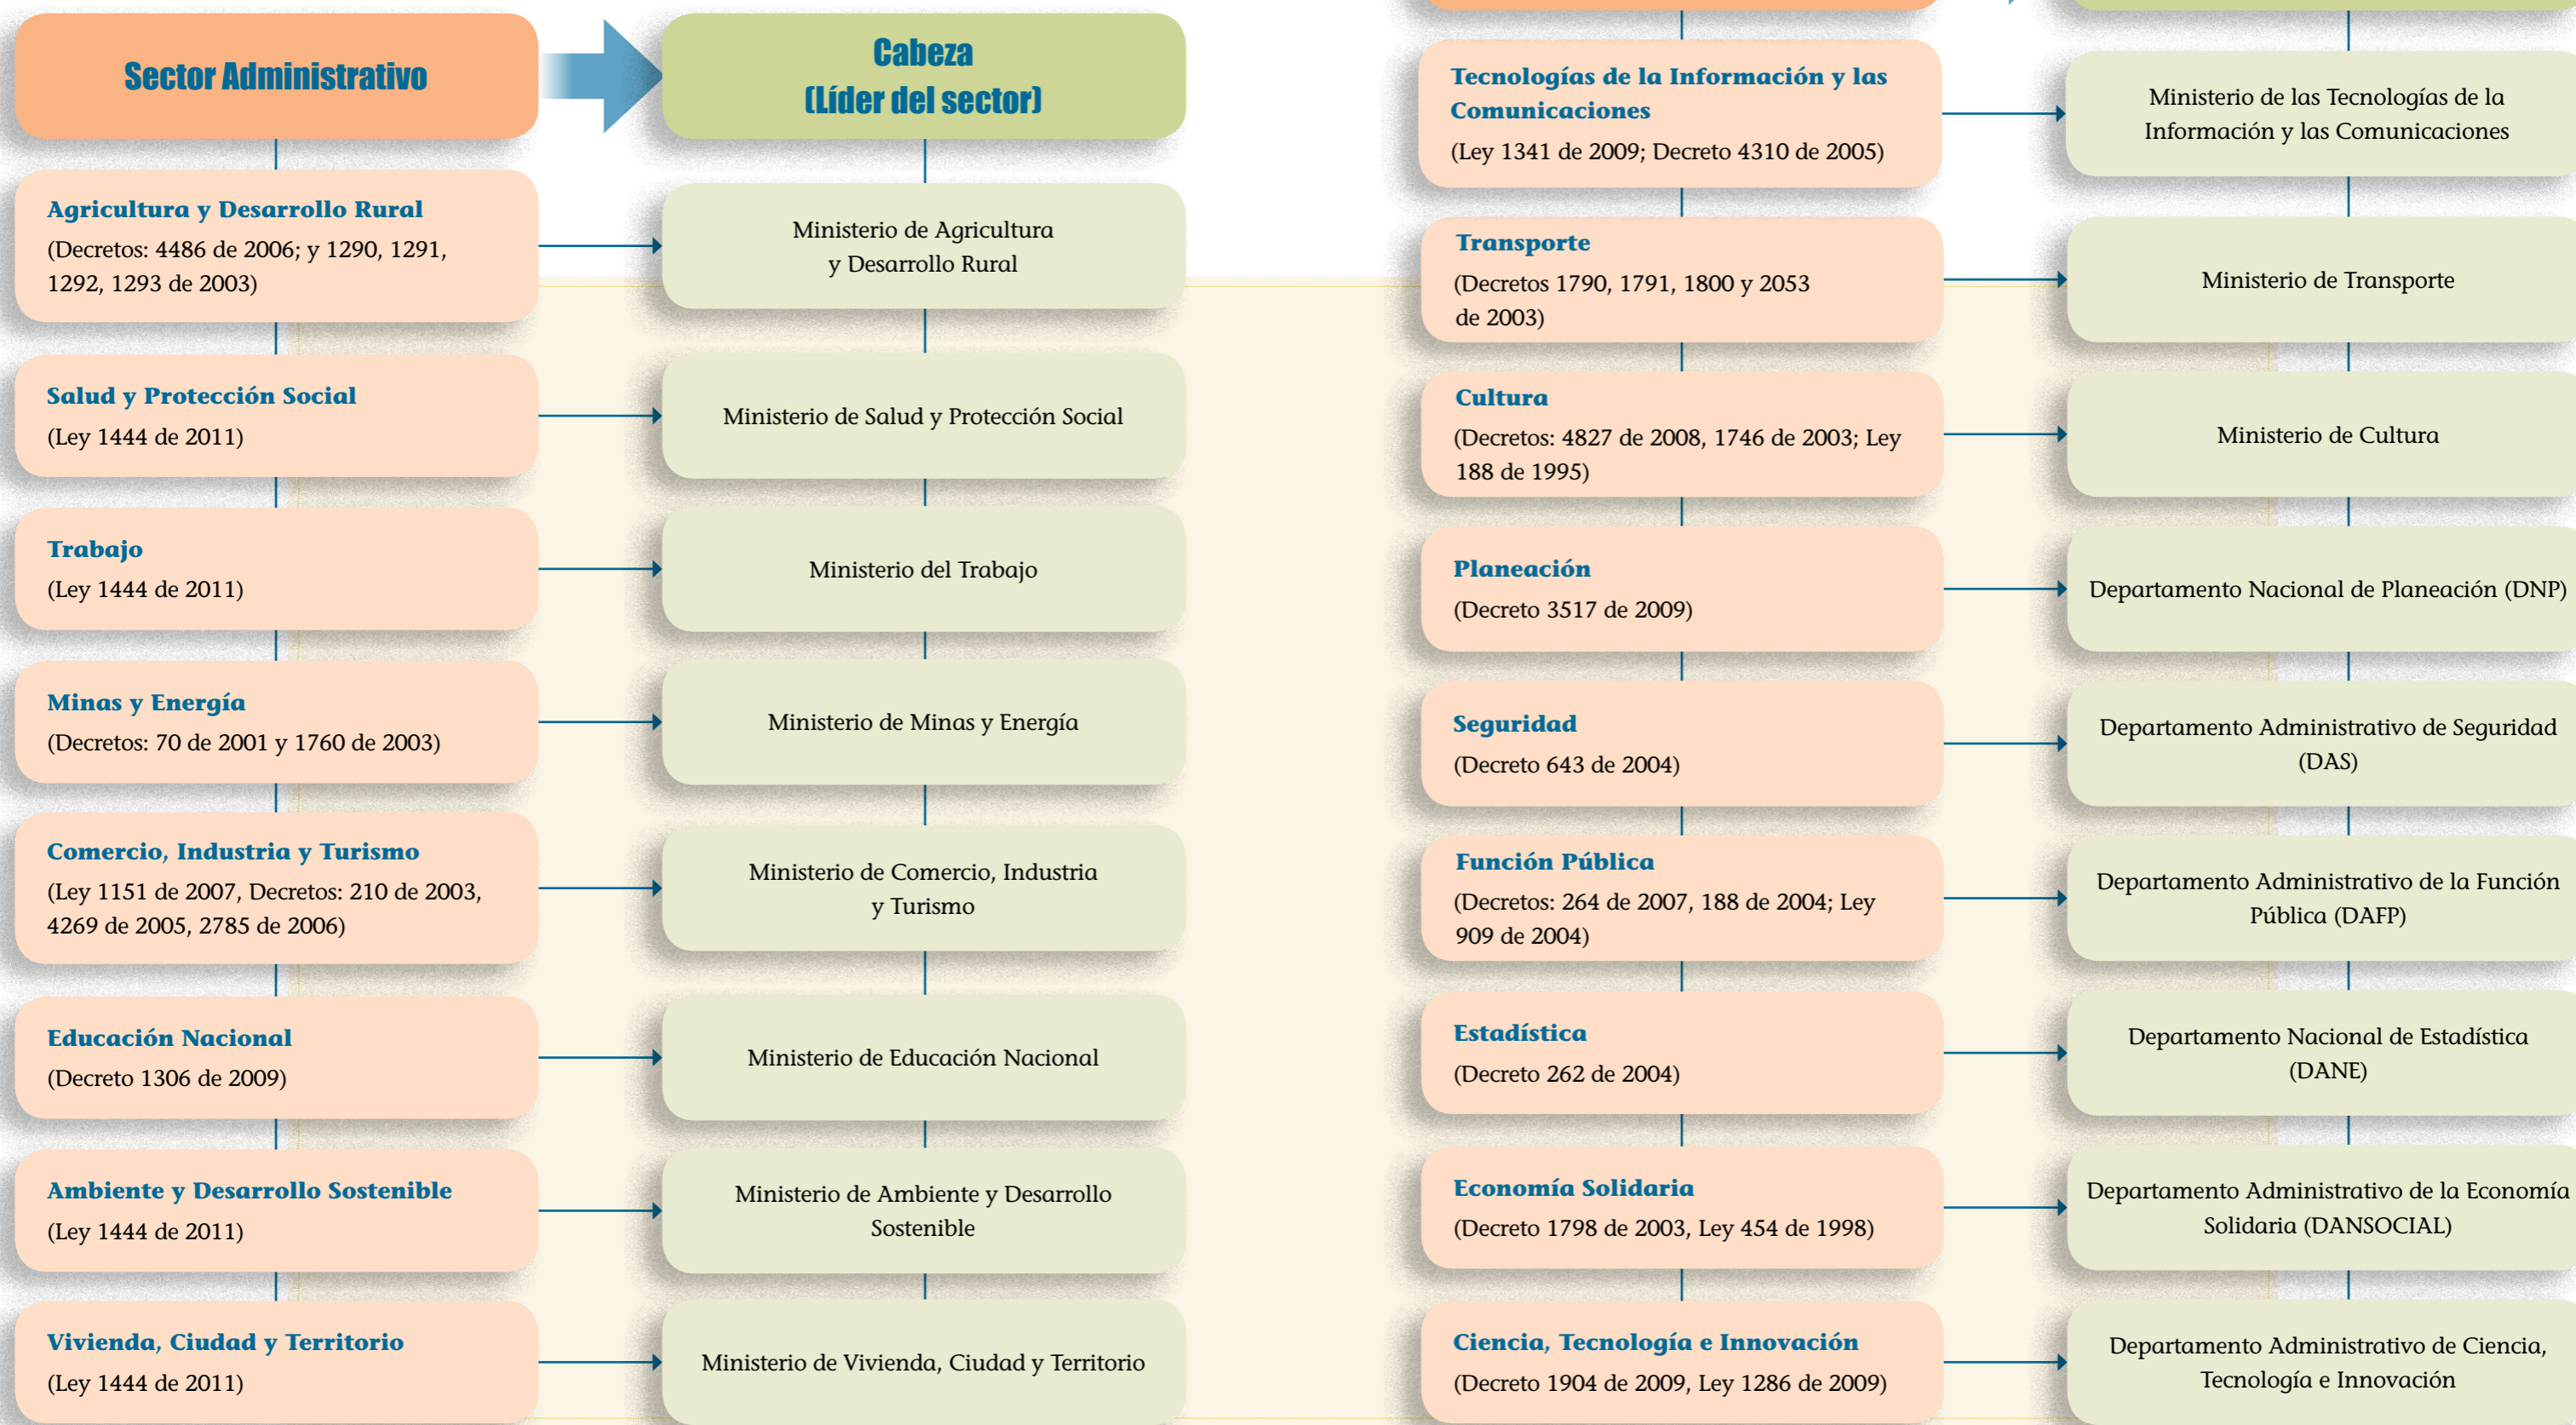 Sector Administrativo
Cabeza
(Líder del sector)
Agricultura y Desarrollo Rural
(Decretos: 4486 de 2006; y 1290, 1291,
1292, 1293 de 2003)
Ministerio de Agricultura
y Desarrollo Rural
Salud y Protección Social
(Ley 1444 de 2011)
Ministerio de Salud y Protección Social
Trabajo
(Ley 1444 de 2011)
Ministerio del Trabajo
Minas y Energía
(Decretos: 70 de 2001 y 1760 de 2003)
Ministerio de Minas y Energía
Comercio, Industria y Turismo
(Ley 1151 de 2007, Decretos: 210 de 2003,
4269 de 2005, 2785 de 2006)
Ministerio de Comercio, Industria
y Turismo
Educación Nacional
(Decreto 1306 de 2009)
Ministerio de Educación Nacional
Ambiente y Desarrollo Sostenible
(Ley 1444 de 2011)
Ministerio de Ambiente y Desarrollo
Sostenible
Vivienda, Ciudad y Territorio
(Ley 1444 de 2011)
Ministerio de Vivienda, Ciudad y Territorio
Tecnologías de la Información y las
Comunicaciones
(Ley 1341 de 2009; Decreto 4310 de 2005)
Ministerio de las Tecnologías de la
Información y las Comunicaciones
Transporte
(Decretos 1790, 1791, 1800 y 2053
de 2003)
Ministerio de Transporte
Cultura
(Decretos: 4827 de 2008, 1746 de 2003; Ley
188 de 1995)
Ministerio de Cultura
Planeación
(Decreto 3517 de 2009)
Departamento Nacional de Planeación (DNP)
Seguridad
(Decreto 643 de 2004)
Departamento Administrativo de Seguridad
(DAS)
Función Pública
(Decretos: 264 de 2007, 188 de 2004; Ley
909 de 2004)
Departamento Administrativo de la Función
Pública (DAFP)
Estadística
(Decreto 262 de 2004)
Departamento Nacional de Estadística
(DANE)
Economía Solidaria
(Decreto 1798 de 2003, Ley 454 de 1998)
Departamento Administrativo de la Economía
Solidaria (DANSOCIAL)
Ciencia, Tecnología e Innovación
(Decreto 1904 de 2009, Ley 1286 de 2009)
Departamento Administrativo de Ciencia,
Tecnología e Innovación